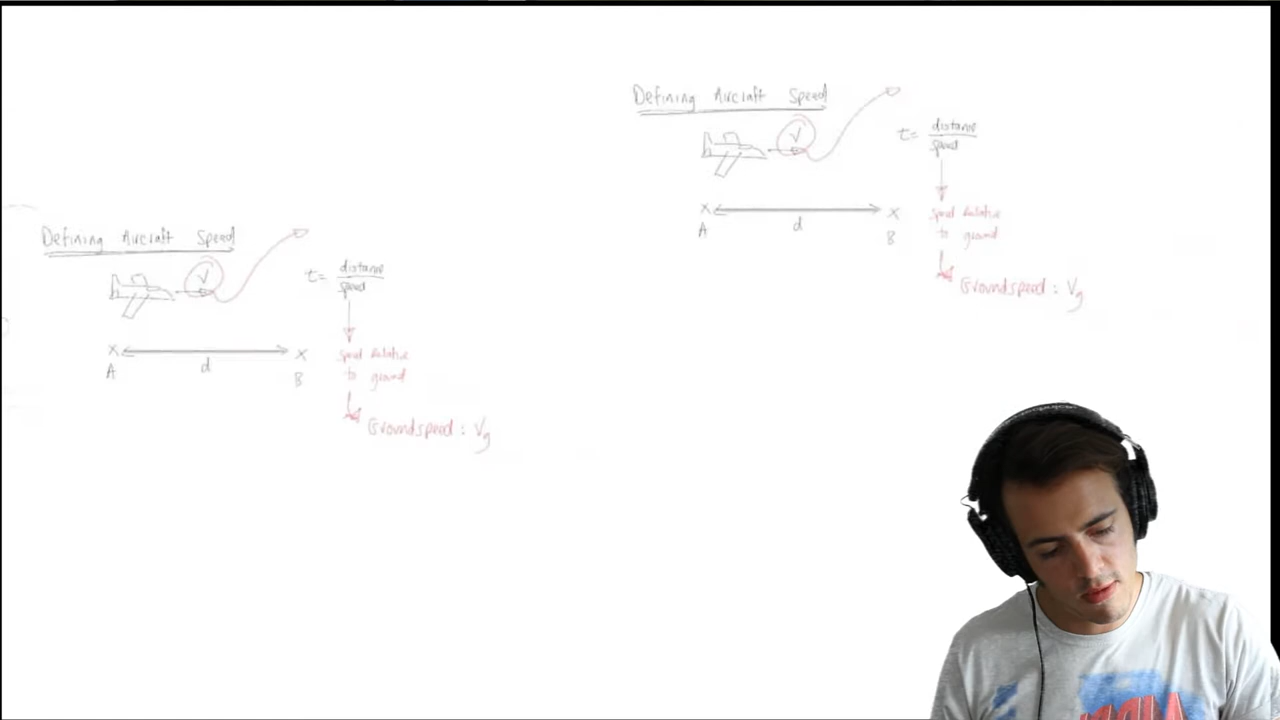 Defining Aircraft Speed
V
t = distance
speed
A
d
B
speed relative
to ground
Groundspeed : Vg
Defining Aircraft Speed
V
t = distance
speed
A
d
B
speed relative
to ground
Groundspeed : Vg